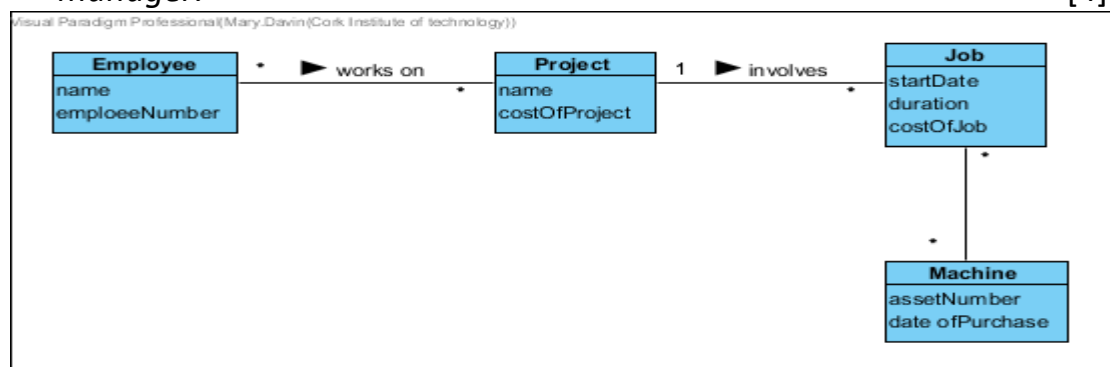 manager. [4]
Visual Paradigm Professional(Mary.Davin(Cork Institute of technology))
Employee
name
emploeeNumber
* works on *
Project
name
costOfProject
1 involves *
Job
startDate
duration
costOfJob
*
*
Machine
assetNumber
date ofPurchase